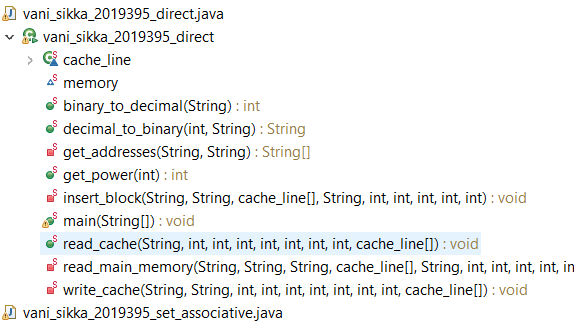 vani_sikka_2019395_direct.java
vani_sikka_2019395_direct
cache_line
memory
binary_to_decimal(String) : int
decimal_to_binary(int, String) : String
get_addresses(String, String) : String[]
get_power(int) : int
insert_block(String, String, cache_line[], String, int, int, int, int, int) : void
main(String[]) : void
read_cache(String, int, int, int, int, int, int, int, cache_line[]) : void
read_main_memory(String, String, String, cache_line[], String, int, int, int, int, in
write_cache(String, String, int, int, int, int, int, int, int, cache_line[]) : void
vani_sikka_2019395_set_associative.java